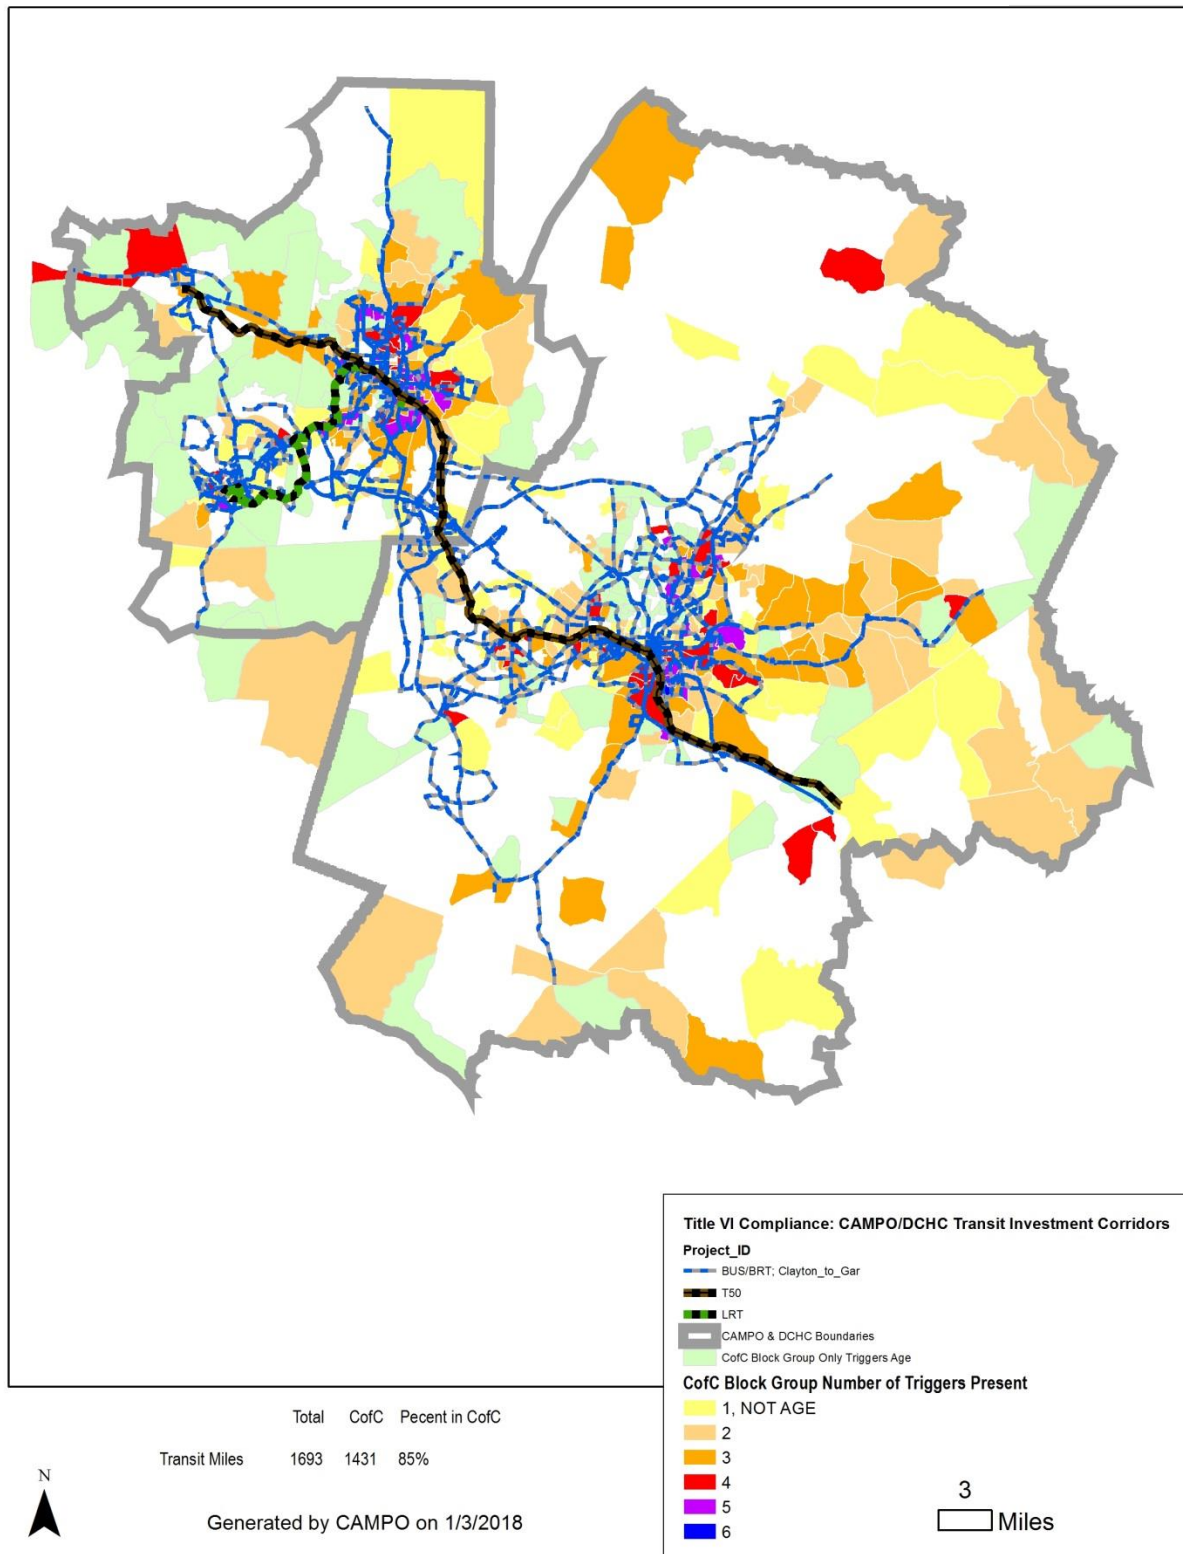 Title VI Compliance: CAMPO/DCHC Transit Investment Corridors
Project_ID
BUS/BRT; Clayton_to_Gar
T50
LRT
CAMPO & DCHC Boundaries
CofC Block Group Only Triggers Age
CofC Block Group Number of Triggers Present
1, NOT AGE
2
3
4
5
6
3
Miles
Total CofC Pecent in CofC
Transit Miles 1693 1431 85%
N
Generated by CAMPO on 1/3/2018